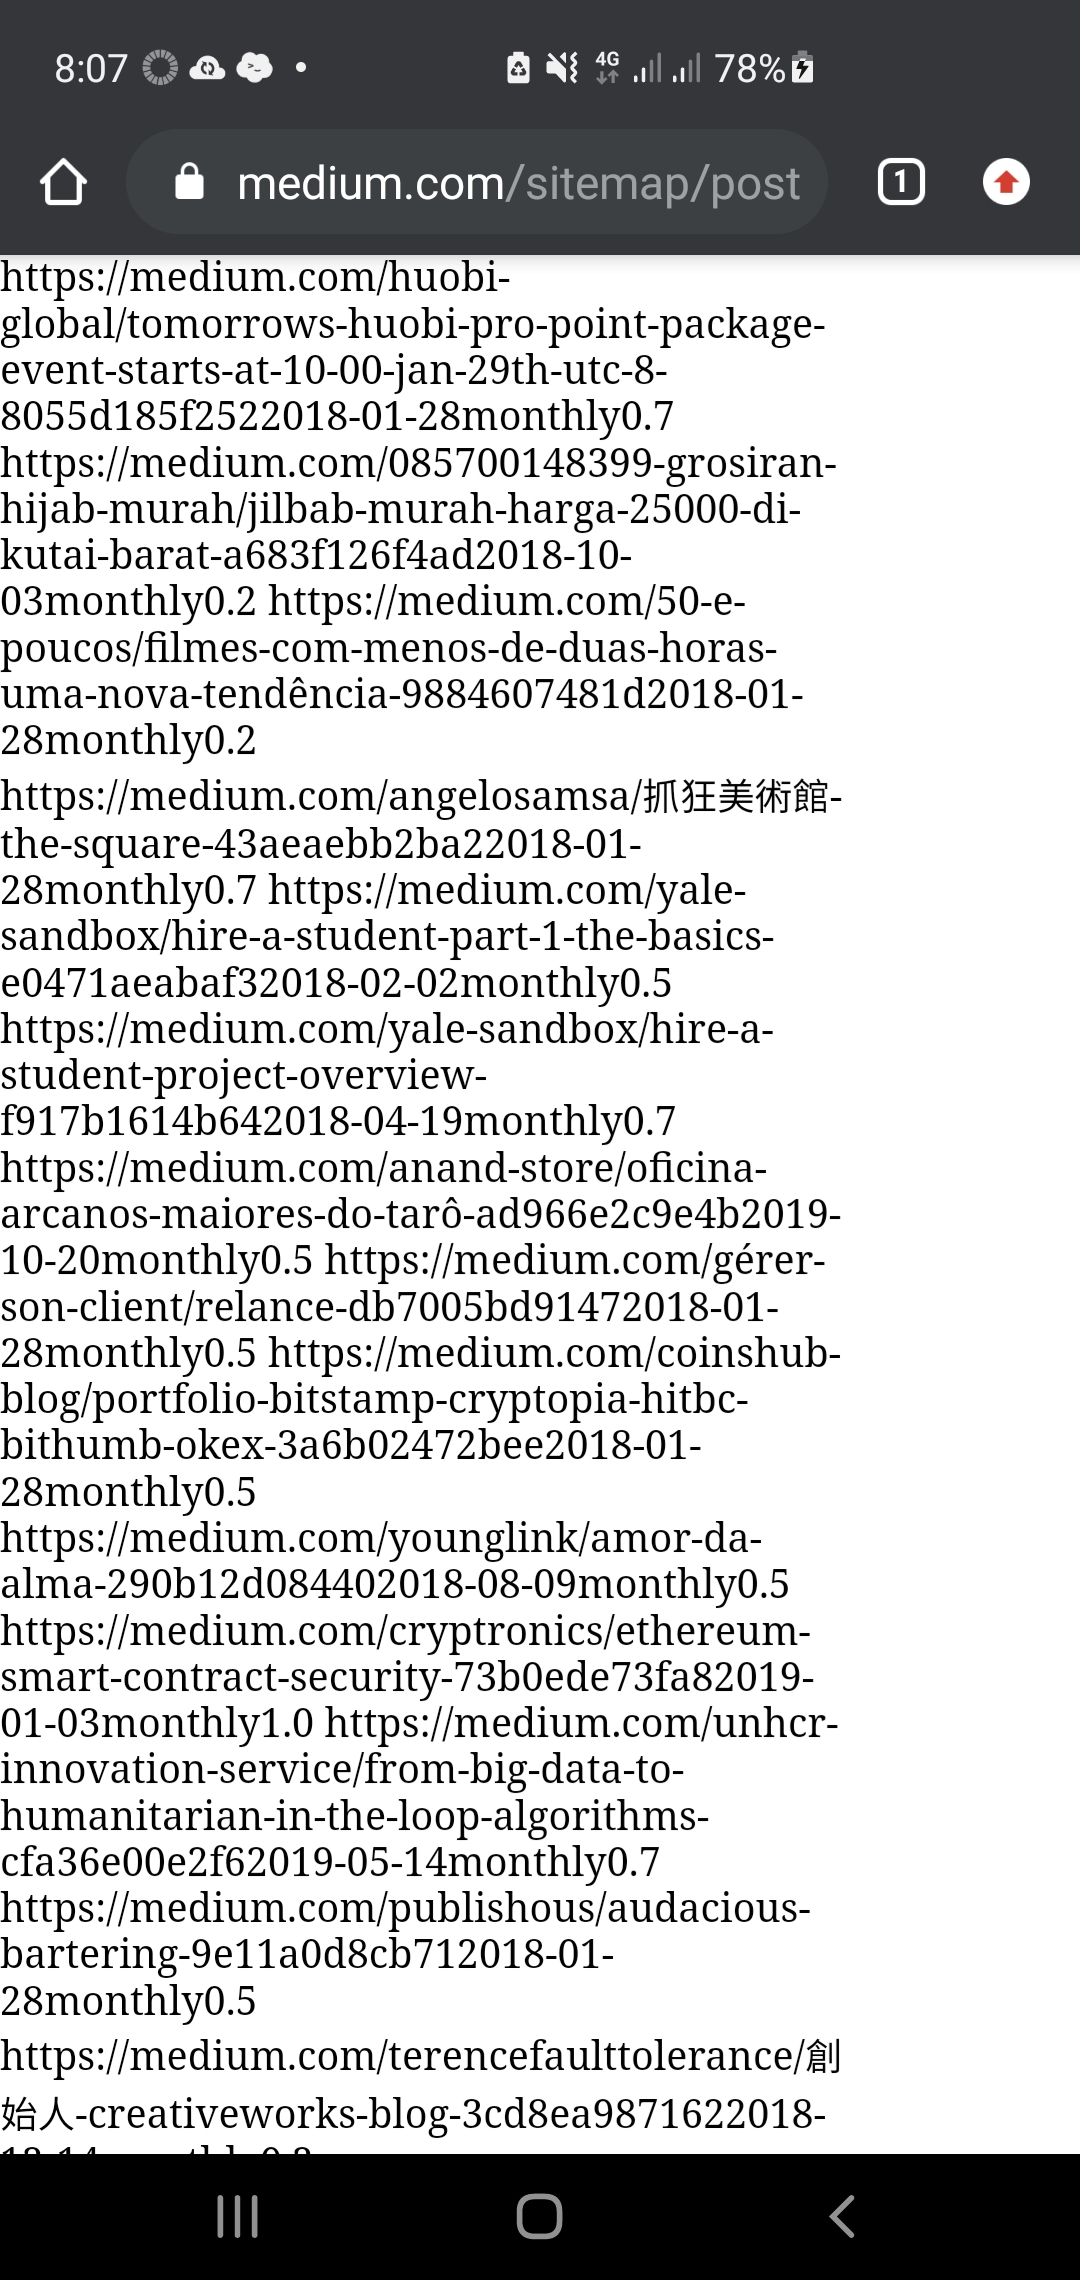 8:07
4G
78%
medium.com/sitemap/post
1
https://medium.com/huobi-
global/tomorrows-huobi-pro-point-package-
event-starts-at-10-00-jan-29th-utc-8-
8055d185f2522018-01-28monthly0.7
https://medium.com/085700148399-grosiran-
hijab-murah/jilbab-murah-harga-25000-di-
kutai-barat-a683f126f4ad2018-10-
03monthly0.2 https://medium.com/50-e-
poucos/filmes-com-menos-de-duas-horas-
uma-nova-tendência-9884607481d2018-01-
28monthly0.2
https://medium.com/angelosamsa/抓狂美術館-
the-square-43aeaebb2ba22018-01-
28monthly0.7 https://medium.com/yale-
sandbox/hire-a-student-part-1-the-basics-
e0471aeabaf32018-02-02monthly0.5
https://medium.com/yale-sandbox/hire-a-
student-project-overview-
f917b1614b642018-04-19monthly0.7
https://medium.com/anand-store/oficina-
arcanos-maiores-do-tarô-ad966e2c9e4b2019-
10-20monthly0.5 https://medium.com/gérer-
son-client/relance-db7005bd91472018-01-
28monthly0.5 https://medium.com/coinshub-
blog/portfolio-bitstamp-cryptopia-hitbc-
bithumb-okex-3a6b02472bee2018-01-
28monthly0.5
https://medium.com/younglink/amor-da-
alma-290b12d084402018-08-09monthly0.5
https://medium.com/cryptronics/ethereum-
smart-contract-security-73b0ede73fa82019-
01-03monthly1.0 https://medium.com/unhcr-
innovation-service/from-big-data-to-
humanitarian-in-the-loop-algorithms-
cfa36e00e2f62019-05-14monthly0.7
https://medium.com/publishous/audacious-
bartering-9e11a0d8cb712018-01-
28monthly0.5
https://medium.com/terencefaulttolerance/創
始人-creativeworks-blog-3cd8ea9871622018-